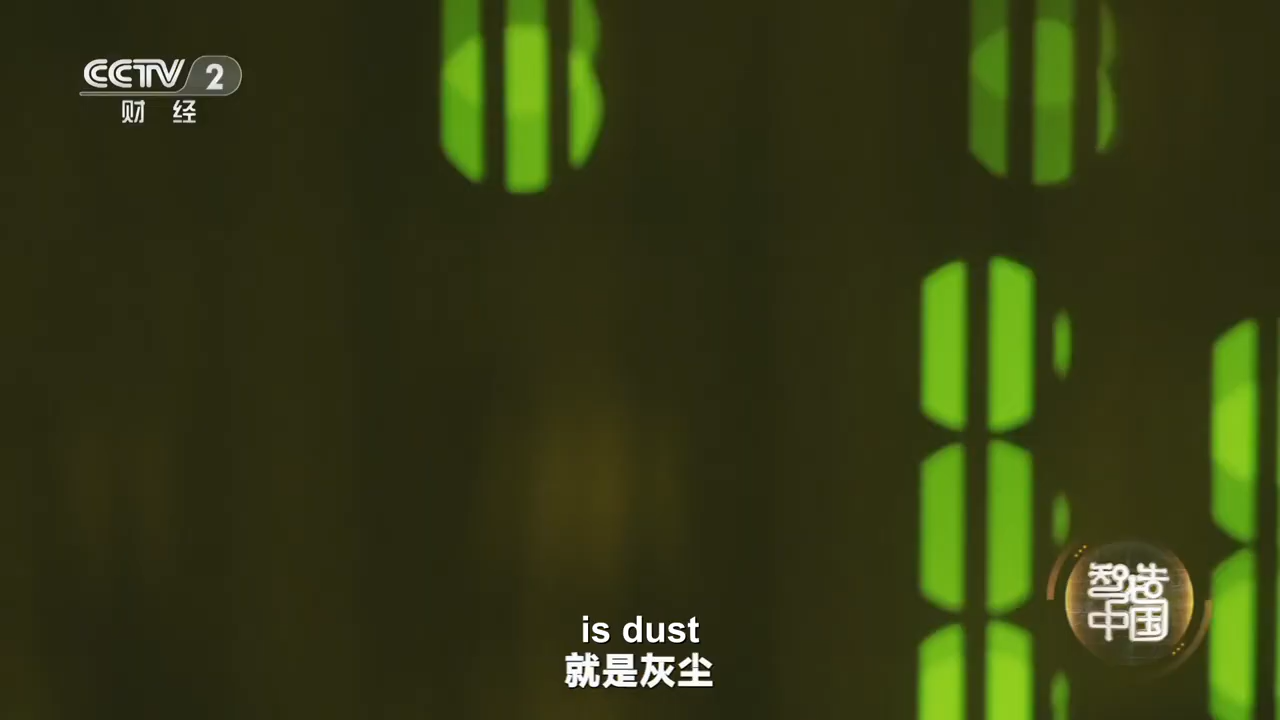 CCTV 2
财 经
is dust
就是灰尘
智造
中国